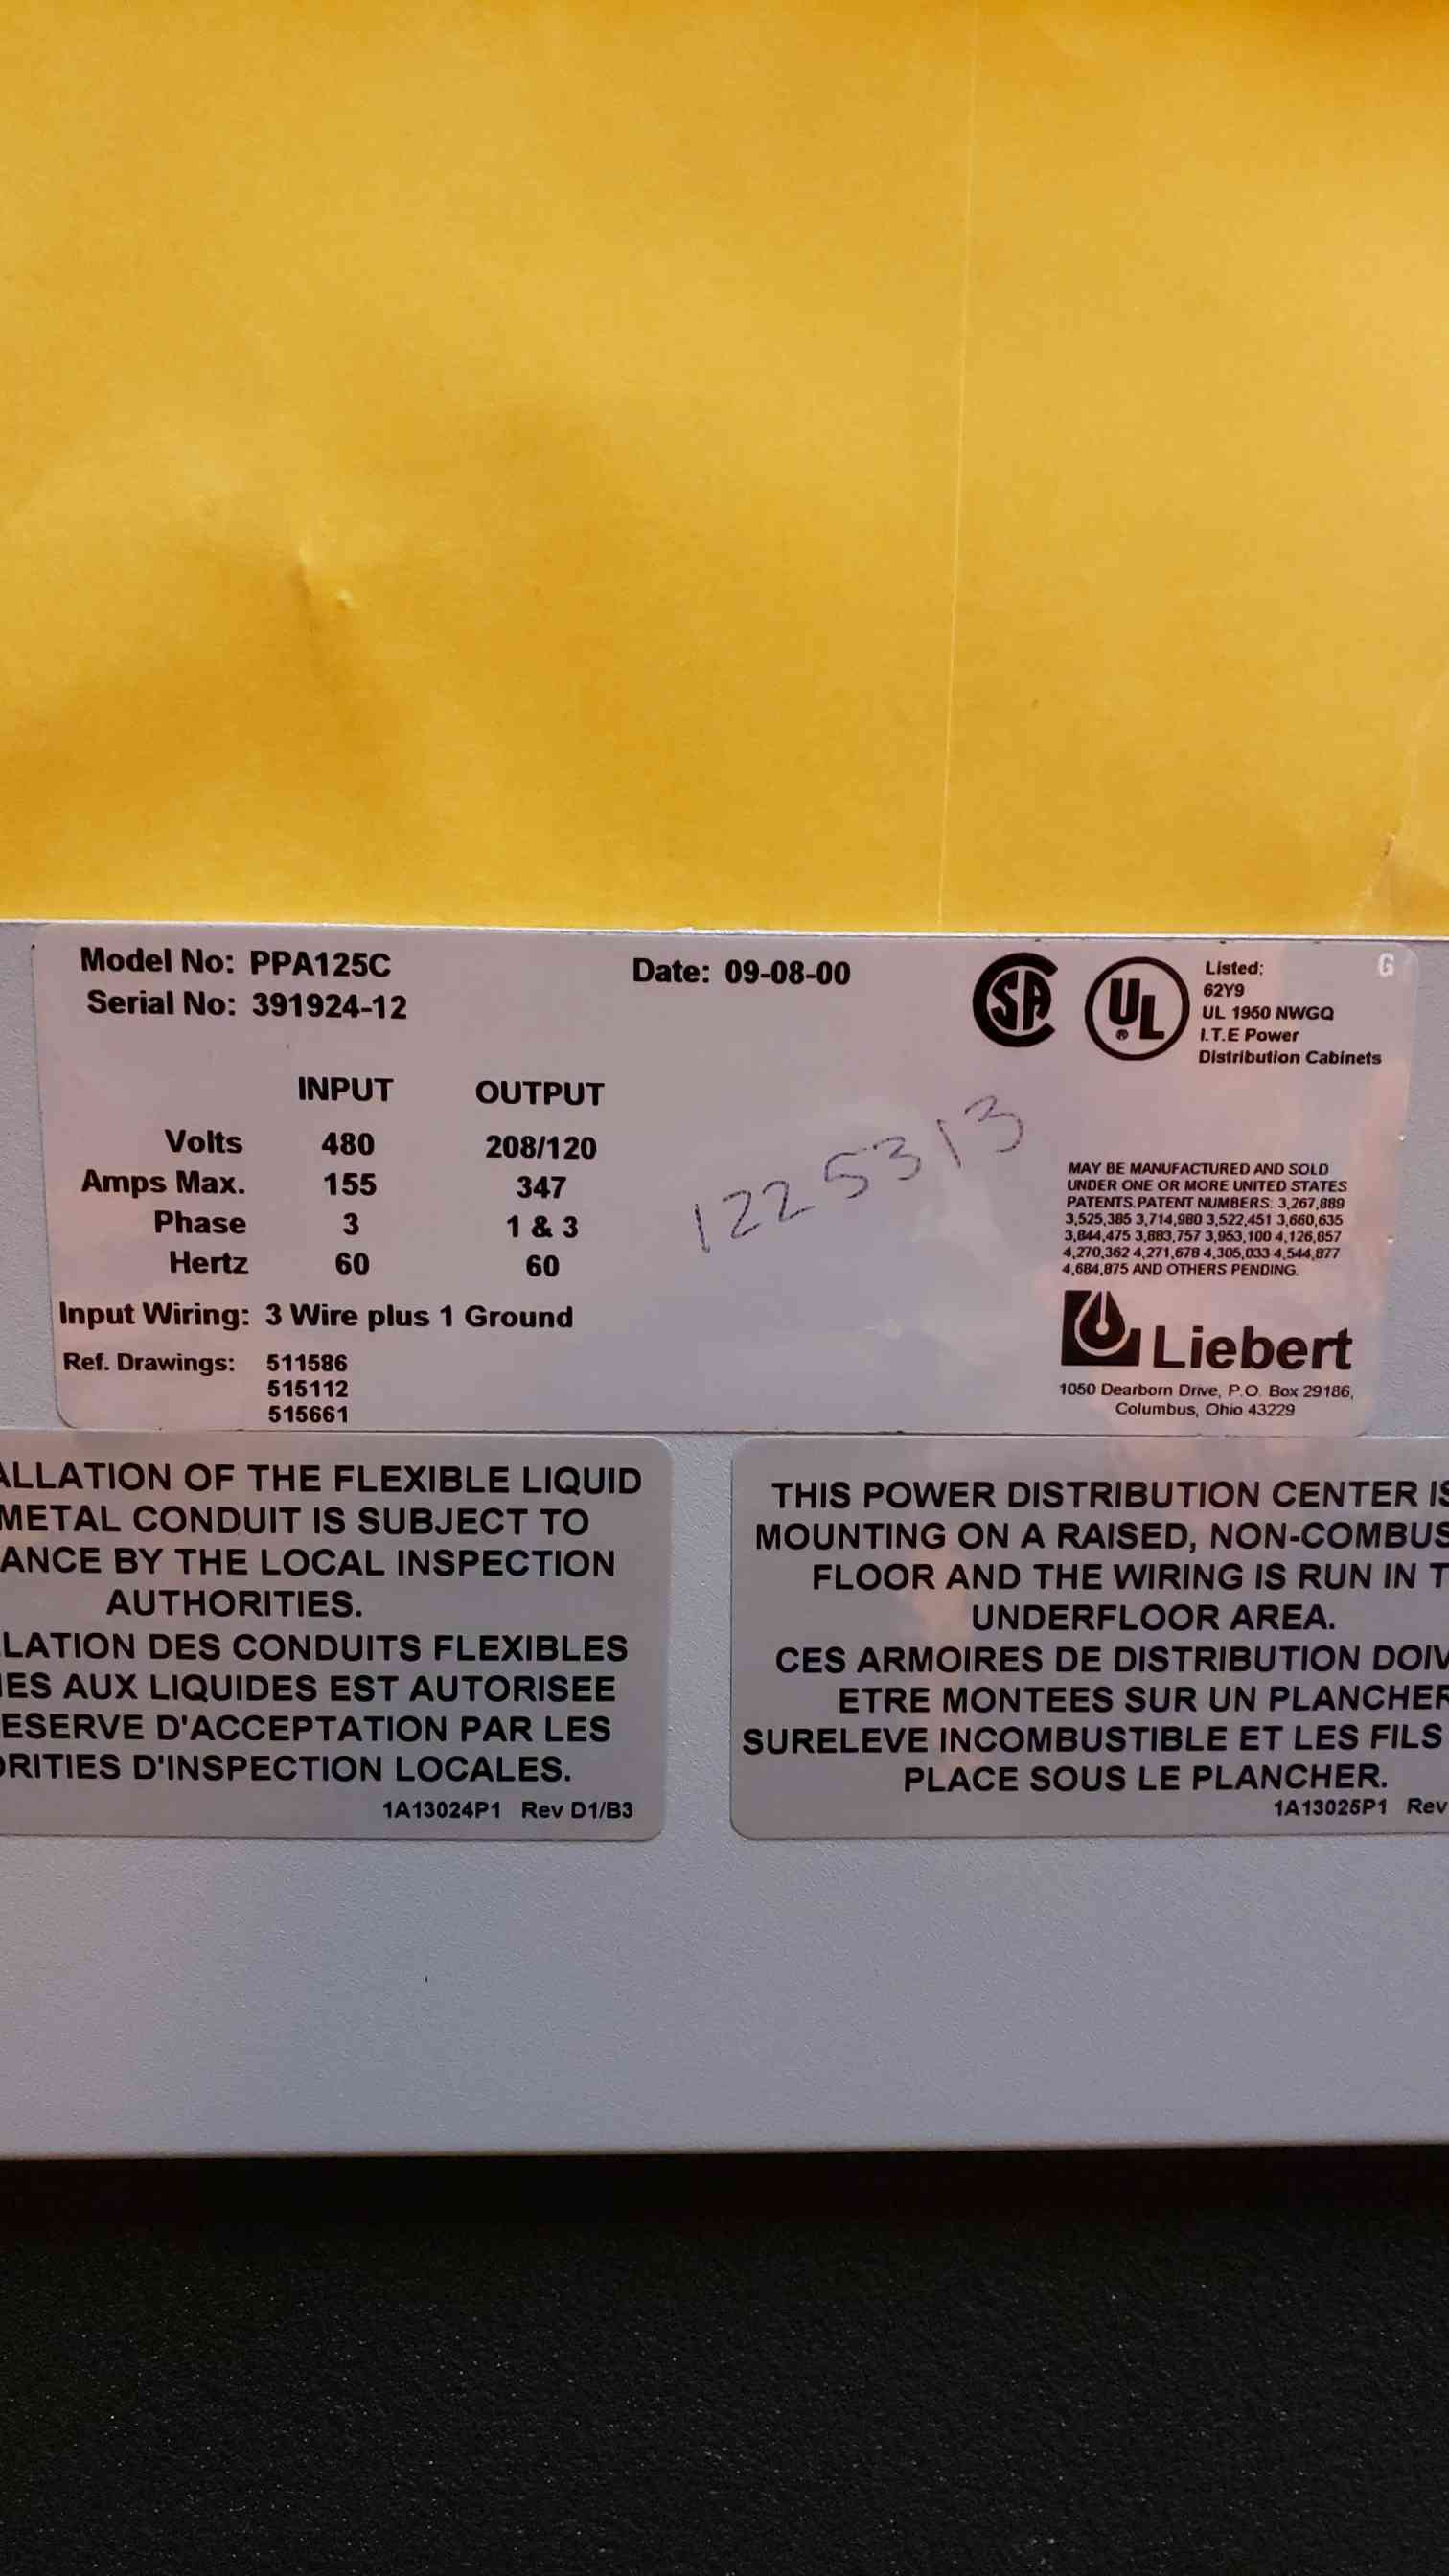 Model No: PPA125C
Serial No: 391924-12
Date: 09-08-00
SA
UL
®
Listed:
62Y9
UL 1950 NWGQ
I.T.E Power
Distribution Cabinets
G
INPUT OUTPUT
Volts 480 208/120
Amps Max. 155 347
Phase 3 1 & 3
Hertz 60 60
Input Wiring: 3 Wire plus 1 Ground
Ref. Drawings: 511586
515112
515661
1225313
MAY BE MANUFACTURED AND SOLD
UNDER ONE OR MORE UNITED STATES
PATENTS.PATENT NUMBERS: 3,267,889
3,525,385 3,714,980 3,522,451 3,660,635
3,844,475 3,883,757 3,953,100 4,126,857
4,270,362 4,271,678 4,305,033 4,544,877
4,684,875 AND OTHERS PENDING.
Liebert
1050 Dearborn Drive, P.O. Box 29186,
Columbus, Ohio 43229
ALLATION OF THE FLEXIBLE LIQUID
METAL CONDUIT IS SUBJECT TO
ANCE BY THE LOCAL INSPECTION
AUTHORITIES.
LATION DES CONDUITS FLEXIBLES
ES AUX LIQUIDES EST AUTORISEE
ESERVE D'ACCEPTATION PAR LES
ORITIES D'INSPECTION LOCALES.
1A13024P1 Rev D1/B3
THIS POWER DISTRIBUTION CENTER IS
MOUNTING ON A RAISED, NON-COMBUS
FLOOR AND THE WIRING IS RUN IN T
UNDERFLOOR AREA.
CES ARMOIRES DE DISTRIBUTION DOIV
ETRE MONTEES SUR UN PLANCHER
SURELEVE INCOMBUSTIBLE ET LES FILS
PLACE SOUS LE PLANCHER.
1A13025P1 Rev